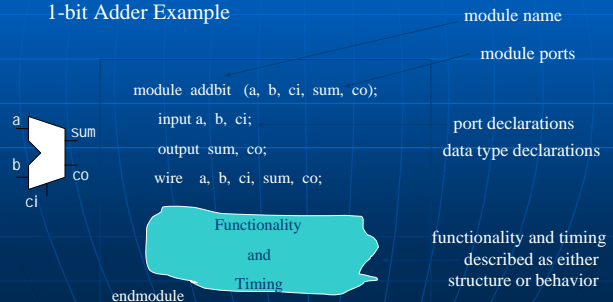 1-bit Adder Example
module name
module ports
module addbit (a, b, ci, sum, co);
input a, b, ci;
output sum, co;
wire a, b, ci, sum, co;
port declarations
data type declarations
a
sum
b
co
ci
Functionality
and
Timing
functionality and timing
described as either
structure or behavior
endmodule